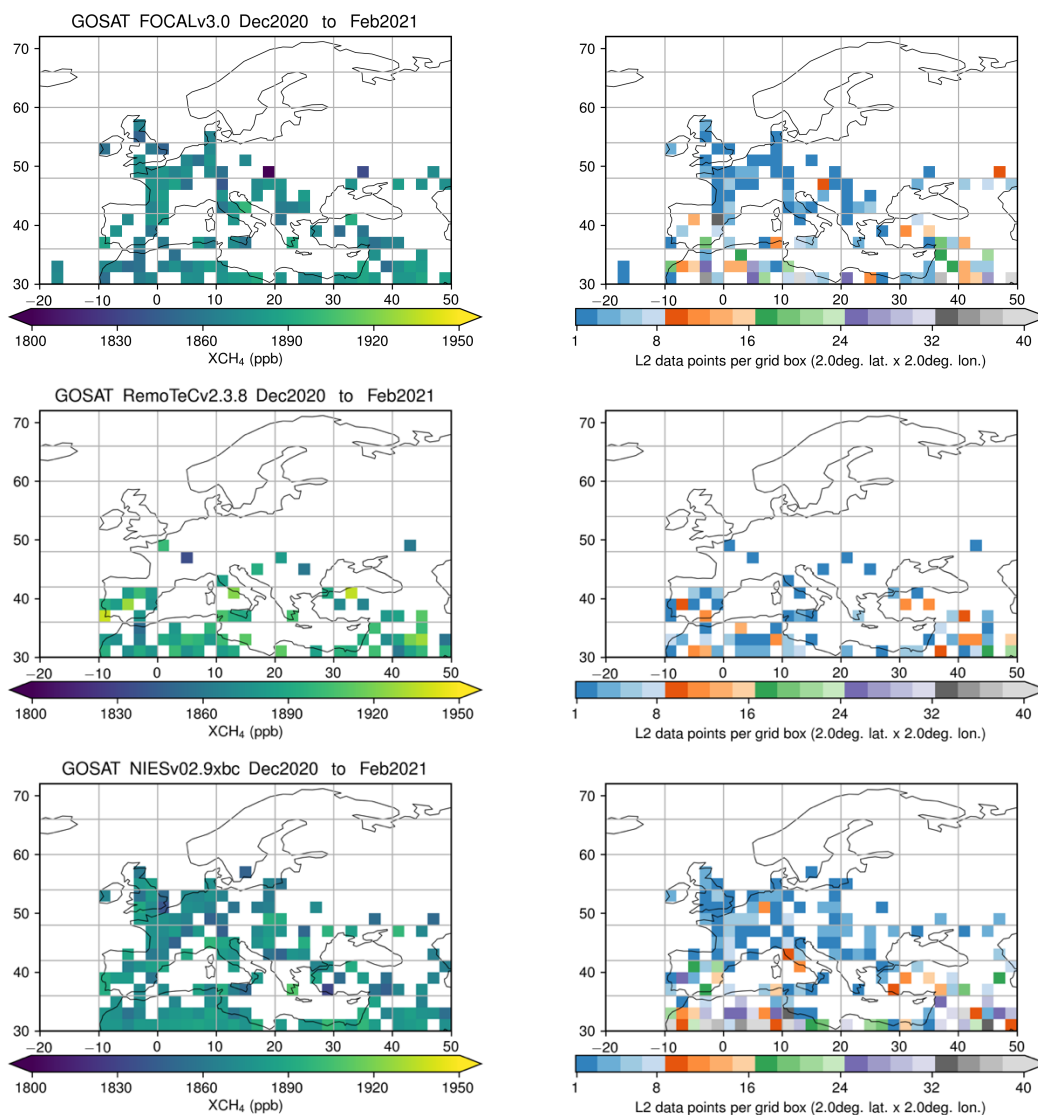 GOSAT FOCALv3.0 Dec2020 to Feb2021
70
60
50
40
30
−20 −10 0 10 20 30 40 50
1800 1830 1860 1890 1920 1950
XCH₄ (ppb)
70
60
50
40
30
−20 −10 0 10 20 30 40 50
1 8 16 24 32 40
L2 data points per grid box (2.0deg. lat. x 2.0deg. lon.)
GOSAT RemoTeCv2.3.8 Dec2020 to Feb2021
70
60
50
40
30
−20 −10 0 10 20 30 40 50
1800 1830 1860 1890 1920 1950
XCH₄ (ppb)
70
60
50
40
30
−20 −10 0 10 20 30 40 50
1 8 16 24 32 40
L2 data points per grid box (2.0deg. lat. x 2.0deg. lon.)
GOSAT NIESv02.9xbc Dec2020 to Feb2021
70
60
50
40
30
−20 −10 0 10 20 30 40 50
1800 1830 1860 1890 1920 1950
XCH₄ (ppb)
70
60
50
40
30
−20 −10 0 10 20 30 40 50
1 8 16 24 32 40
L2 data points per grid box (2.0deg. lat. x 2.0deg. lon.)